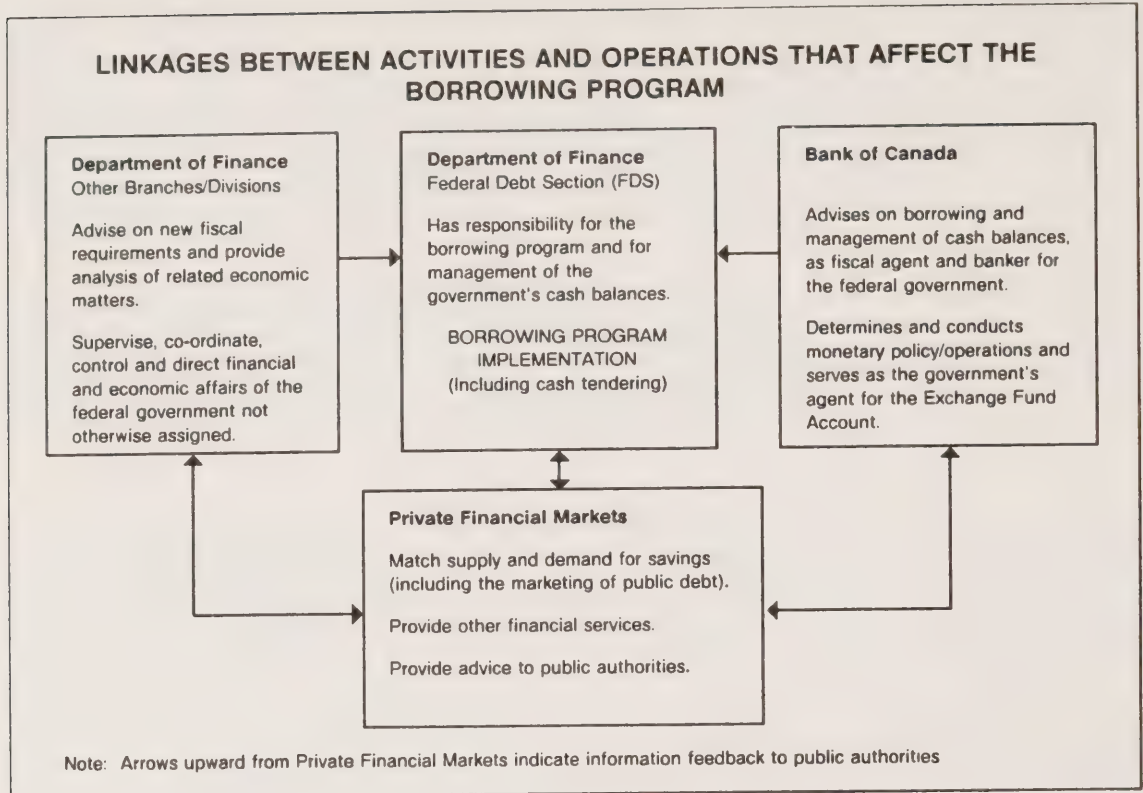 LINKAGES BETWEEN ACTIVITIES AND OPERATIONS THAT AFFECT THE
BORROWING PROGRAM
Department of Finance
Other Branches/Divisions
Advise on new fiscal
requirements and provide
analysis of related economic
matters.
Supervise, co-ordinate,
control and direct financial
and economic affairs of the
federal government not
otherwise assigned.
Department of Finance
Federal Debt Section (FDS)
Has responsibility for the
borrowing program and for
management of the
government's cash balances.
BORROWING PROGRAM
IMPLEMENTATION
(Including cash tendering)
Bank of Canada
Advises on borrowing and
management of cash balances,
as fiscal agent and banker for
the federal government.
Determines and conducts
monetary policy/operations and
serves as the government's
agent for the Exchange Fund
Account.
Private Financial Markets
Match supply and demand for savings
(including the marketing of public debt).
Provide other financial services.
Provide advice to public authorities.
Note: Arrows upward from Private Financial Markets indicate information feedback to public authorities